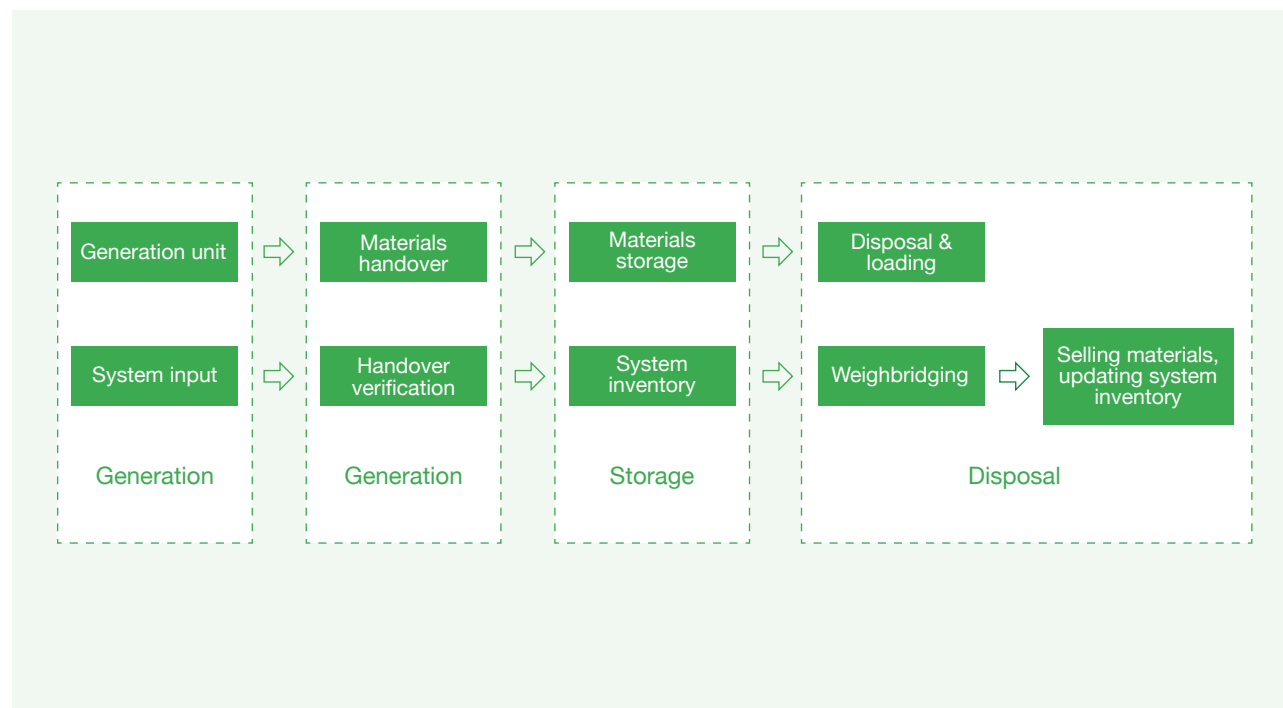 Generation unit
Materials
handover
Materials
storage
Disposal &
loading
System input
Handover
verification
System
inventory
Weighbridging
Selling materials,
updating system
inventory
Generation
Generation
Storage
Disposal